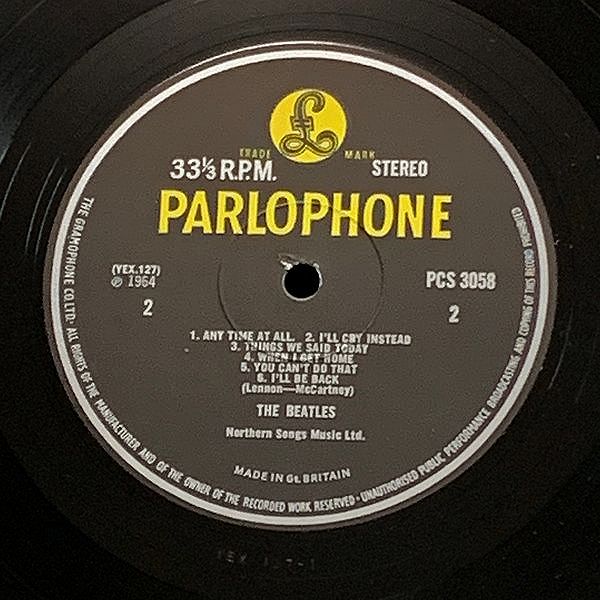 £
TRADE MARK
33⅓ R.P.M. STEREO
PARLOPHONE
(YEX.127) PCS 3058
℗ 1964
2 2
1. ANY TIME AT ALL. 2. I'LL CRY INSTEAD
3. THINGS WE SAID TODAY
4. WHEN I GET HOME
5. YOU CAN'T DO THAT
6. I'LL BE BACK
(Lennon—McCartney)
THE BEATLES
Northern Songs Music Ltd.
MADE IN Gt. BRITAIN
THE GRAMOPHONE CO. LTD· ALL RIGHTS OF THE MANUFACTURER AND OF THE OWNER OF THE RECORDED WORK RESERVED · UNAUTHORISED PUBLIC PERFORMANCE BROADCASTING AND COPYING OF THIS RECORD PROHIBITED